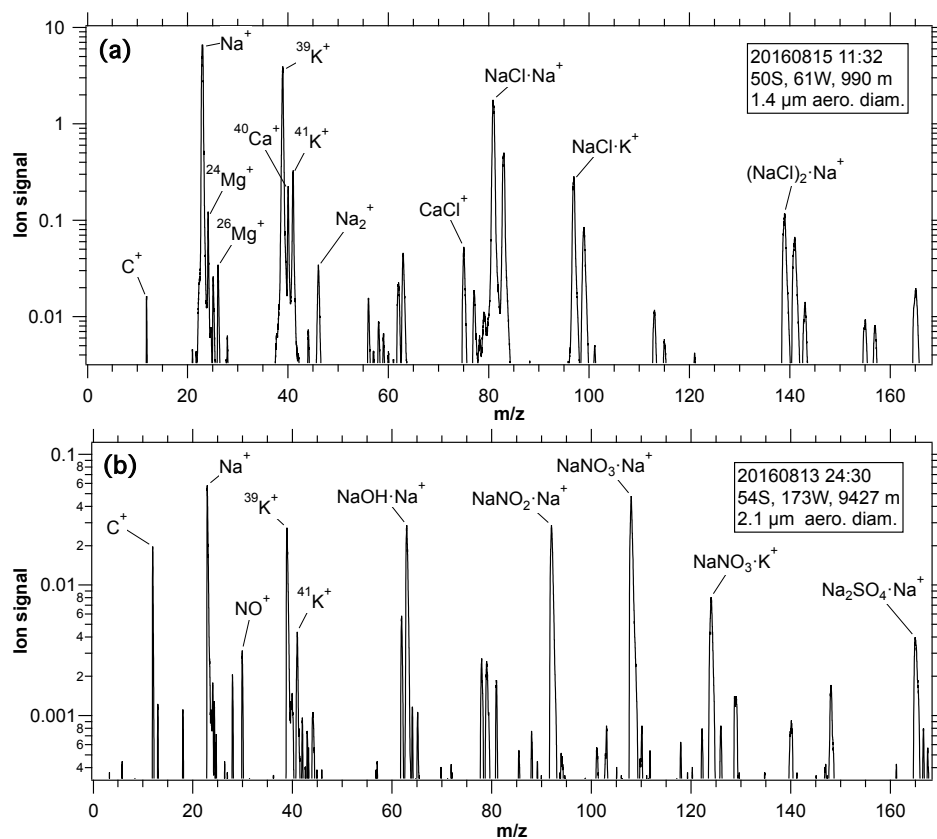 (a)
10
1
0.1
0.01
Ion signal
C⁺
Na⁺
²⁴Mg⁺
²⁶Mg⁺
³⁹K⁺
⁴⁰Ca⁺
⁴¹K⁺
Na₂⁺
CaCl⁺
NaCl·Na⁺
NaCl·K⁺
(NaCl)₂·Na⁺
20160815 11:32
50S, 61W, 990 m
1.4 µm aero. diam.
0 20 40 60 80 100 120 140 160
m/z
(b)
0.1
8
6
4
2
0.01
8
6
4
2
0.001
8
6
4
Ion signal
C⁺
Na⁺
NO⁺
³⁹K⁺
⁴¹K⁺
NaOH·Na⁺
NaNO₂·Na⁺
NaNO₃·Na⁺
NaNO₃·K⁺
Na₂SO₄·Na⁺
20160813 24:30
54S, 173W, 9427 m
2.1 µm aero. diam.
0 20 40 60 80 100 120 140 160
m/z